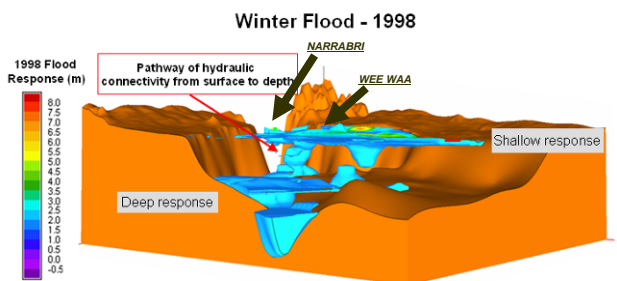 Winter Flood - 1998
NARRABRI
1998 Flood
Response (m)
Pathway of hydraulic
connectivity from surface to depth
WEE WAA
8.0
7.5
7.0
6.5
6.0
5.5
5.0
4.5
4.0
3.5
3.0
2.5
2.0
1.5
1.0
0.5
0.0
-0.5
Shallow response
Deep response